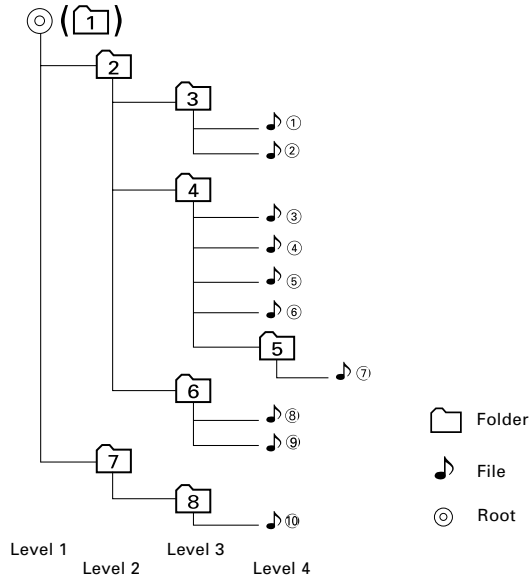 ( 1 )
2
3
①
②
4
③
④
⑤
⑥
5
⑦
6
⑧
⑨
7
8
⑩
Folder
File
Root
Level 1
Level 2
Level 3
Level 4